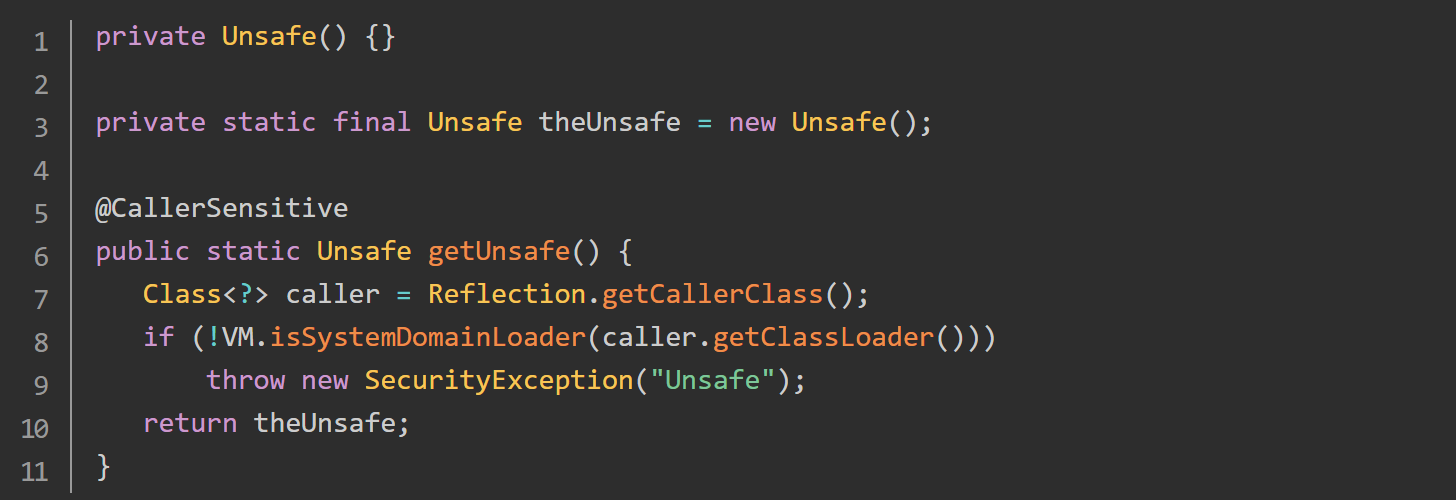 1 private Unsafe() {}
2
3 private static final Unsafe theUnsafe = new Unsafe();
4
5 @CallerSensitive
6 public static Unsafe getUnsafe() {
7    Class<?> caller = Reflection.getCallerClass();
8    if (!VM.isSystemDomainLoader(caller.getClassLoader()))
9        throw new SecurityException("Unsafe");
10    return theUnsafe;
11 }